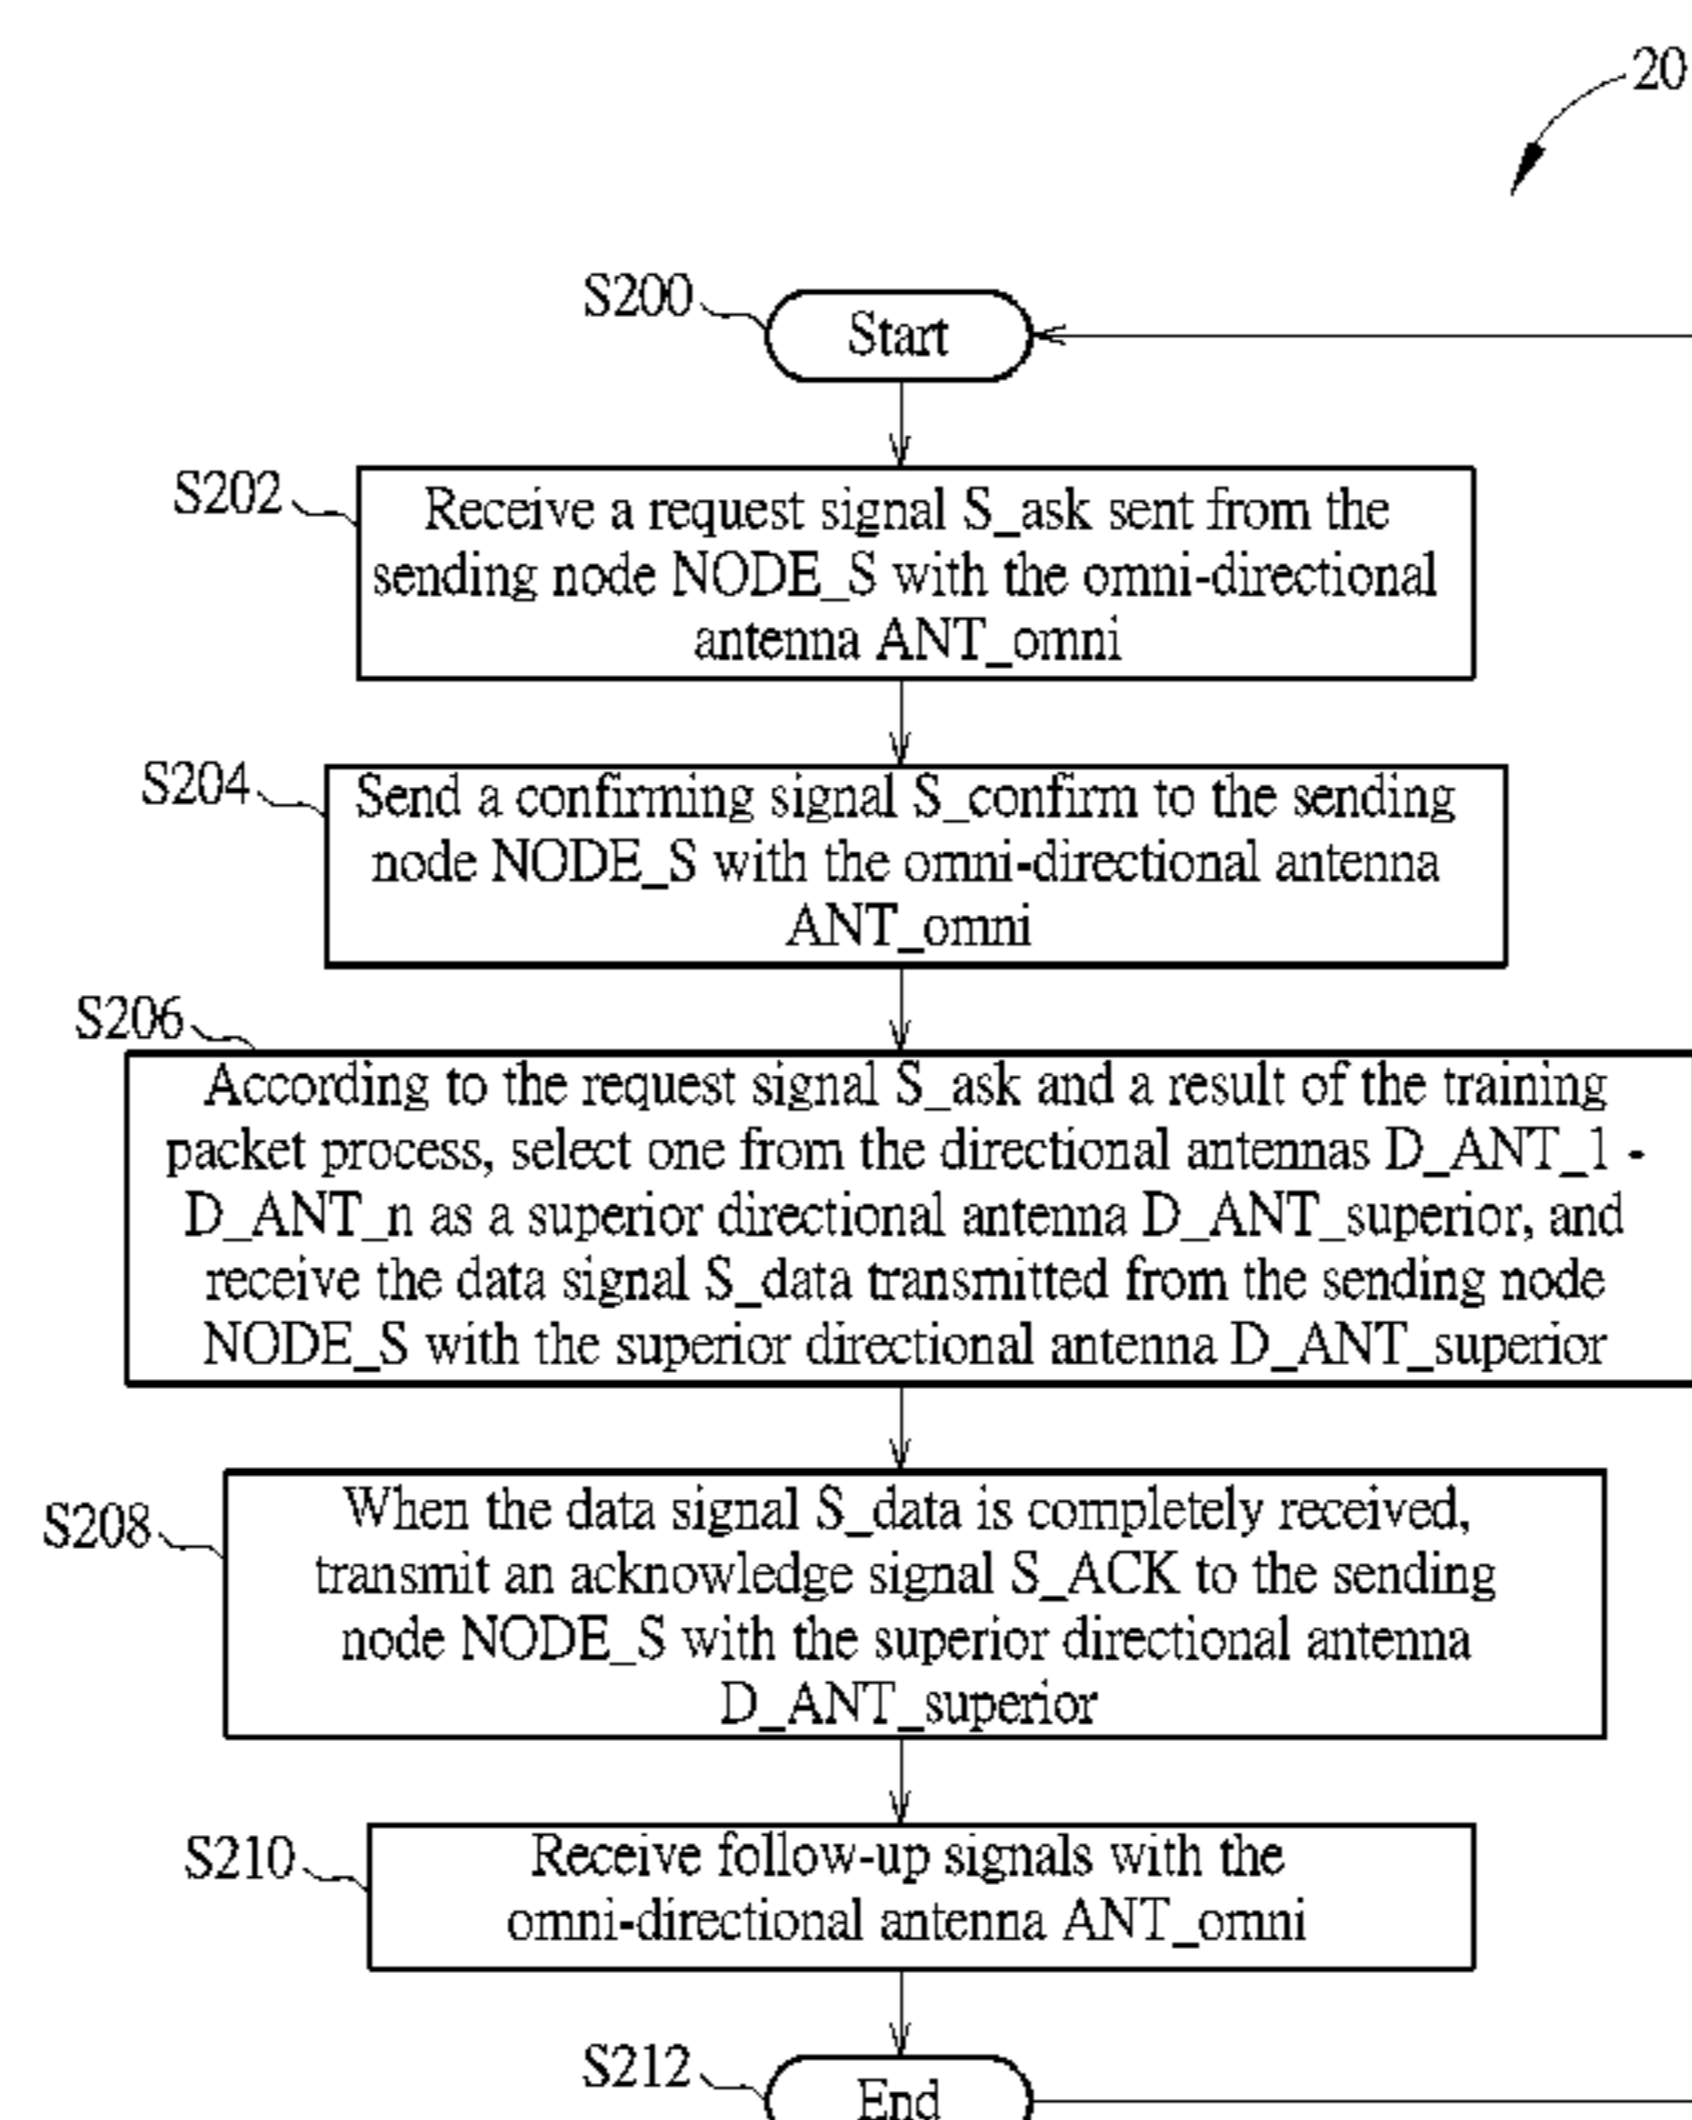 20
S200
Start
S202
Receive a request signal S_ask sent from the
sending node NODE_S with the omni-directional
antenna ANT_omni
S204
Send a confirming signal S_confirm to the sending
node NODE_S with the omni-directional antenna
ANT_omni
S206
According to the request signal S_ask and a result of the training
packet process, select one from the directional antennas D_ANT_1 -
D_ANT_n as a superior directional antenna D_ANT_superior, and
receive the data signal S_data transmitted from the sending node
NODE_S with the superior directional antenna D_ANT_superior
S208
When the data signal S_data is completely received,
transmit an acknowledge signal S_ACK to the sending
node NODE_S with the superior directional antenna
D_ANT_superior
S210
Receive follow-up signals with the
omni-directional antenna ANT_omni
S212
End